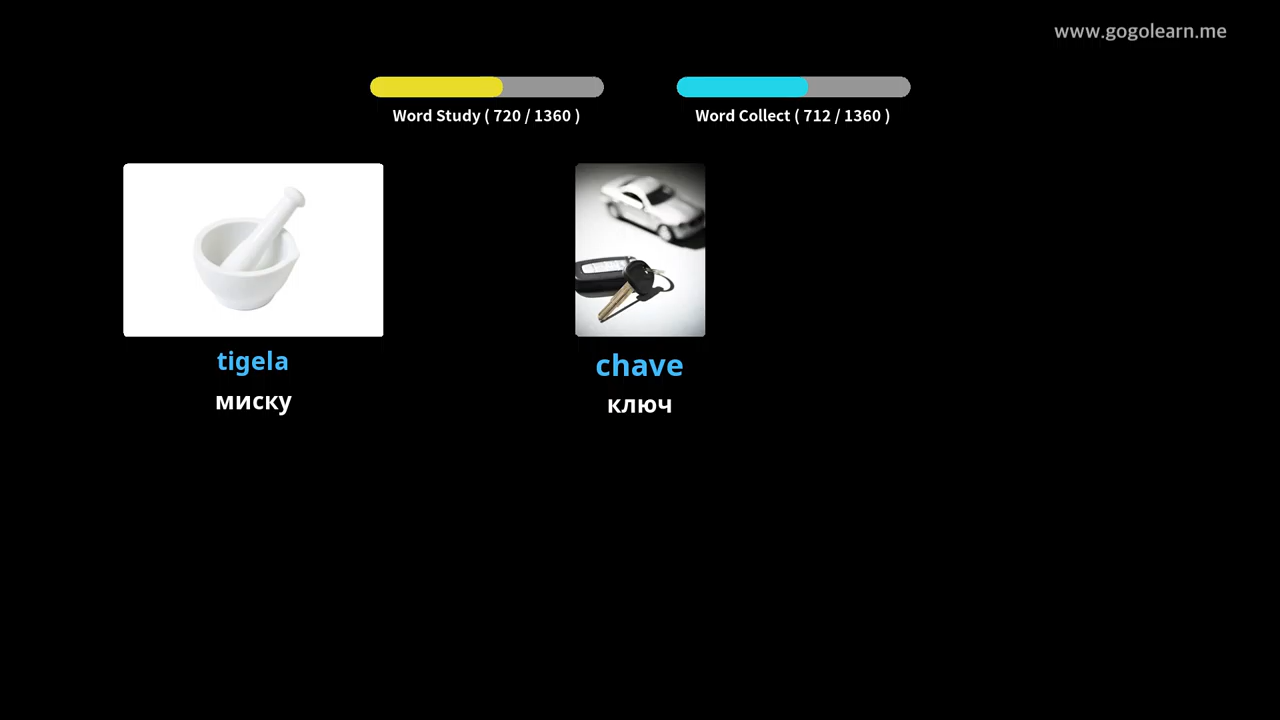 www.gogolearn.me
Word Study ( 720 / 1360 )
Word Collect ( 712 / 1360 )
tigela
миску
chave
ключ